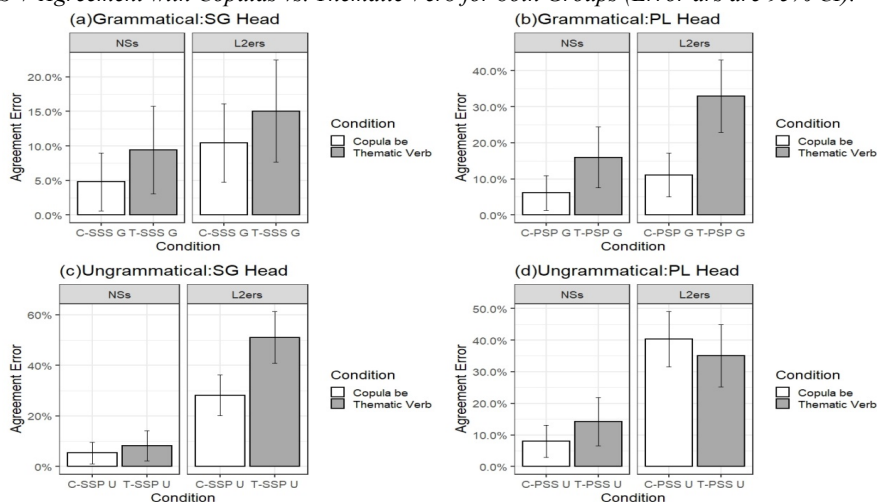 Agreement with Copulas vs. Thematic Verb for Both Groups (Error
are 95% CI).
(a)Grammatical:SG Head
NSs
L2ers
20.0%
15.0%
10.0%
5.0%
0.0%
Agreement Error
C-SSS G T-SSS G C-SSS G T-SSS G
Condition
Condition
Copula be
Thematic Verb
(b)Grammatical:PL Head
NSs
L2ers
40.0%
30.0%
20.0%
10.0%
0.0%
Agreement Error
C-PSP G T-PSP G C-PSP G T-PSP G
Condition
Condition
Copula be
Thematic Verb
(c)Ungrammatical:SG Head
NSs
L2ers
60%
40%
20%
0%
Agreement Error
C-SSP U T-SSP U C-SSP U T-SSP U
Condition
Condition
Copula be
Thematic Verb
(d)Ungrammatical:PL Head
NSs
L2ers
50.0%
40.0%
30.0%
20.0%
10.0%
0.0%
Agreement Error
C-PSS U T-PSS U C-PSS U T-PSS U
Condition
Condition
Copula be
Thematic Verb